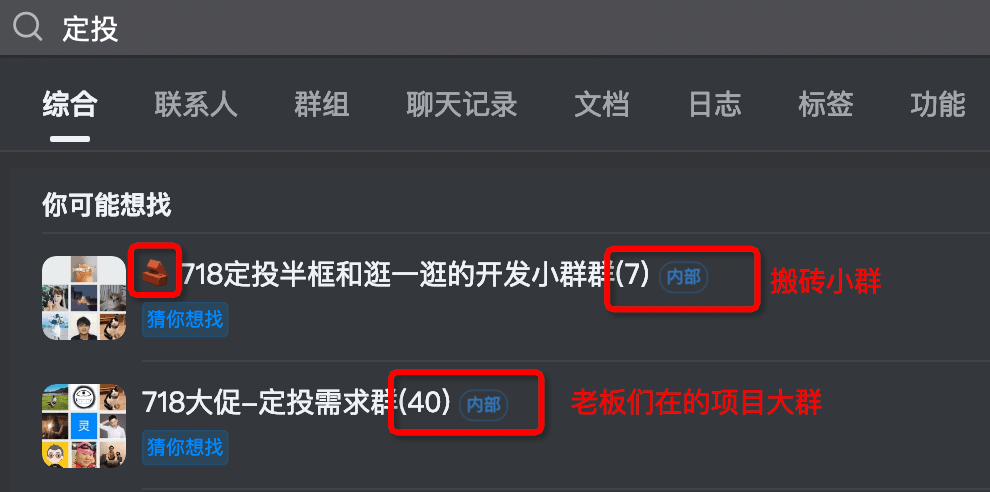 定投
综合 联系人 群组 聊天记录 文档 日志 标签 功能
你可能想找
718定投半框和逛一逛的开发小群群(7) 内部 搬砖小群
猜你想找
718大促-定投需求群(40) 内部 老板们在的项目大群
灵
猜你想找